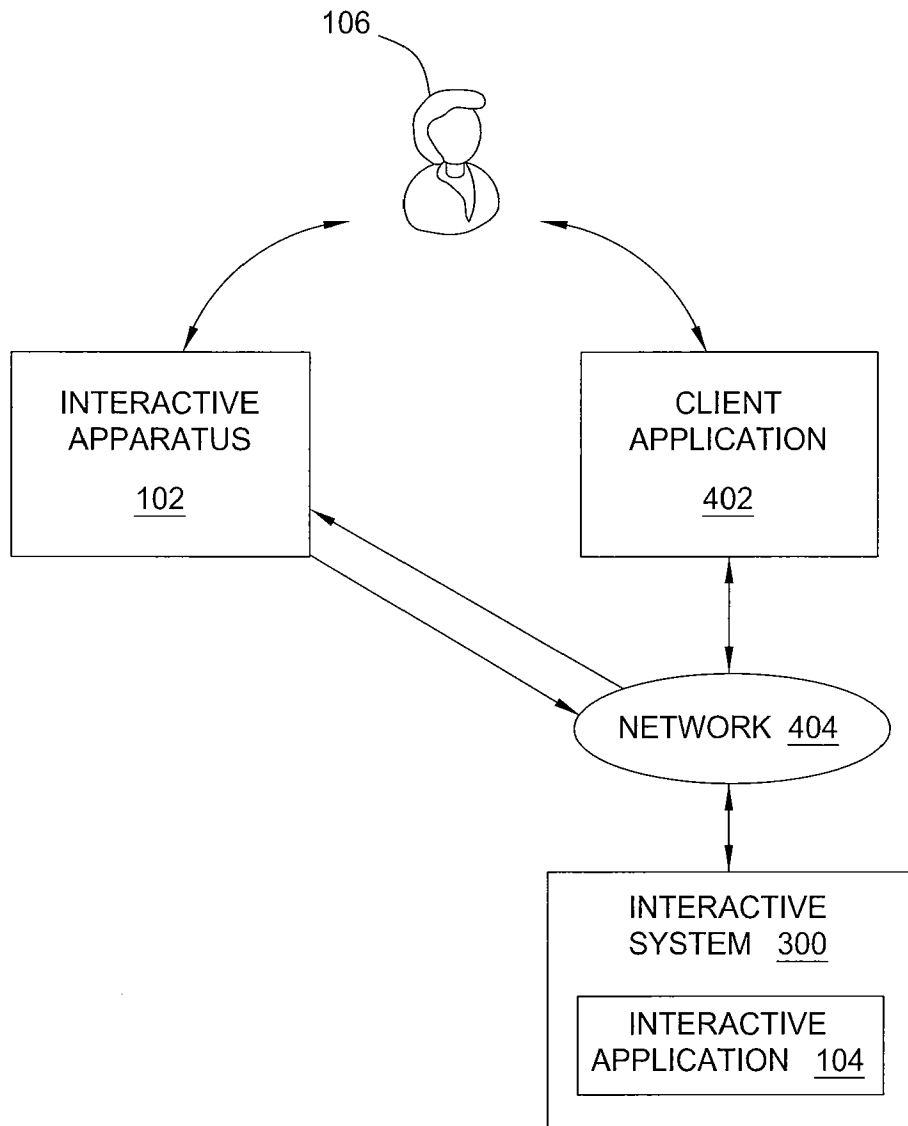 106
INTERACTIVE
APPARATUS
102
CLIENT
APPLICATION
402
NETWORK 404
INTERACTIVE
SYSTEM 300
INTERACTIVE
APPLICATION 104